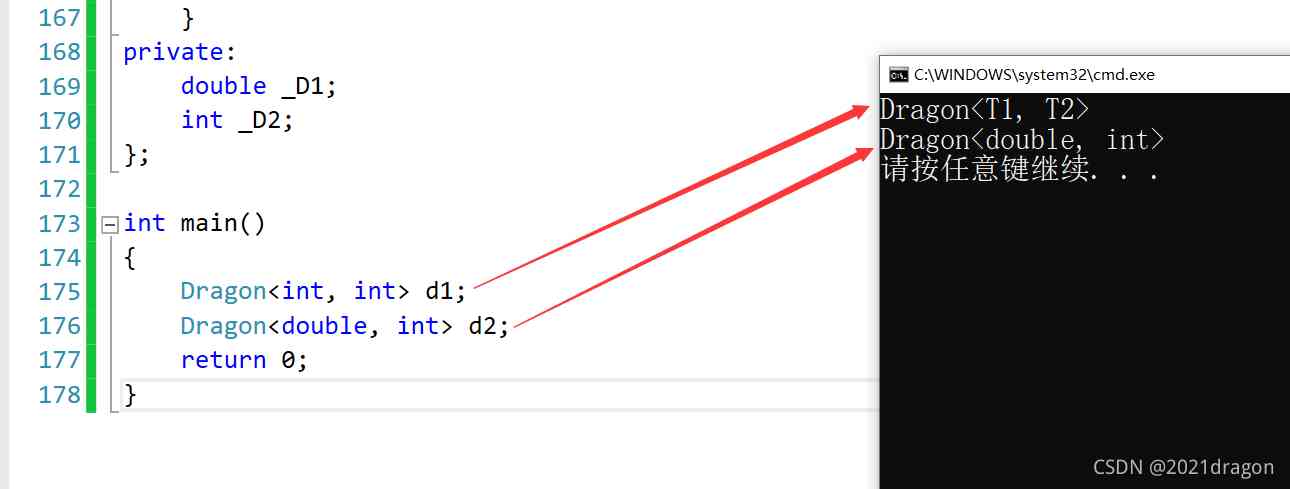 167 }
168 private:
169 double _D1;
170 int _D2;
171 };
172
173 int main()
174 {
175 Dragon<int, int> d1;
176 Dragon<double, int> d2;
177 return 0;
178 }
C:\WINDOWS\system32\cmd.exe
Dragon<T1, T2>
Dragon<double, int>
请按任意键继续. . .
CSDN @2021dragon